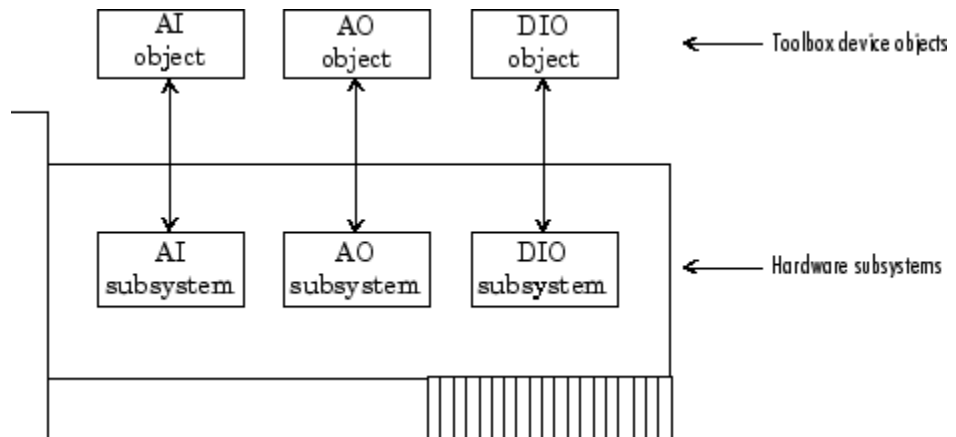 AI
object
AO
object
DIO
object
Toolbox device objects
AI
subsystem
AO
subsystem
DIO
subsystem
Hardware subsystems